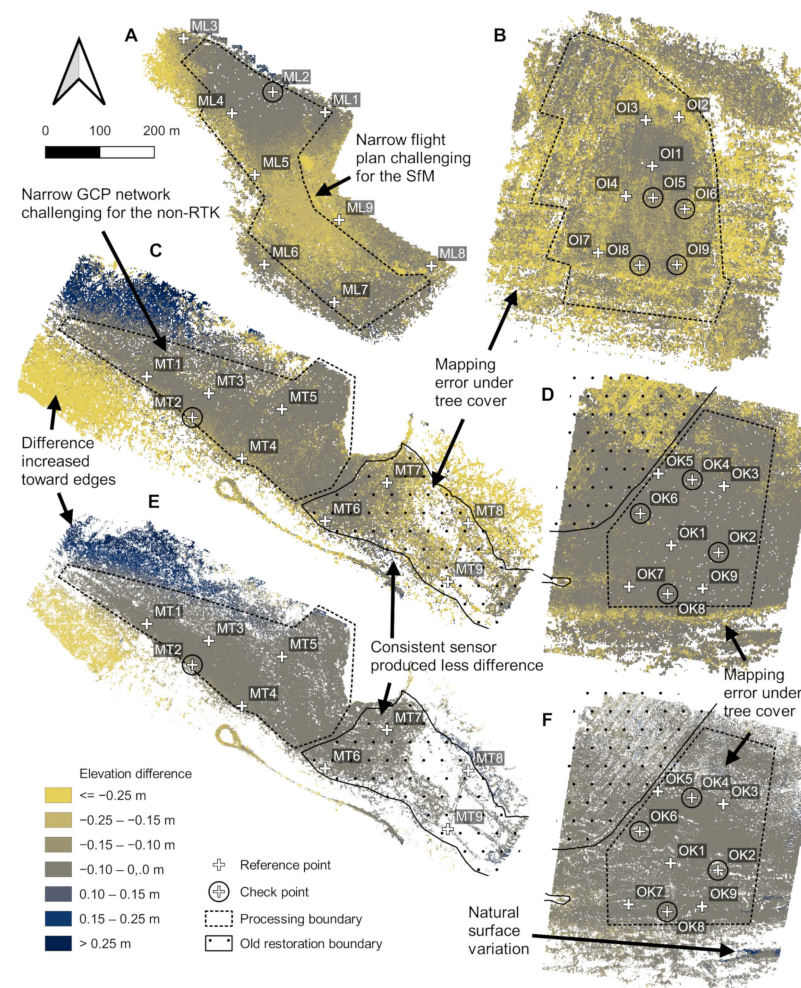 A
B
ML3
ML2
ML4
ML1
OI3
OI2
0 100 200 m
Narrow flight
plan challenging
for the SfM
ML5
OI1
OI4
OI5
OI6
Narrow GCP network
challenging for the non-RTK
ML9
C
ML6
ML8
OI7
OI8
OI9
ML7
MT1
MT3
MT2
MT5
Mapping
error under
tree cover
D
MT4
OK5
OK4
OK3
Difference
increased
toward edges
MT7
OK6
E
MT6
MT8
OK1
OK2
MT9
OK7
OK9
OK8
MT1
MT3
MT2
MT5
Consistent sensor
produced less difference
Mapping
error under
tree cover
MT4
F
MT7
MT6
MT8
OK5
OK4
OK3
Elevation difference
<= −0.25 m
−0.25 – −0.15 m
−0.15 – −0.10 m
−0.10 – 0,.0 m
0.10 – 0.15 m
0.15 – 0.25 m
> 0.25 m
MT9
OK6
OK1
OK2
Reference point
Check point
Processing boundary
Old restoration boundary
OK7
OK9
OK8
Natural
surface
variation